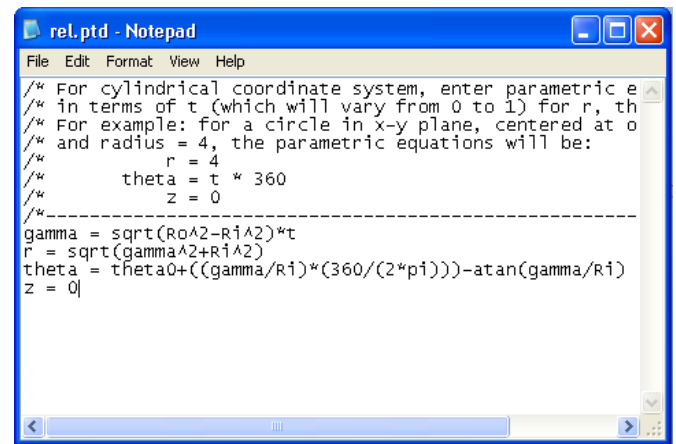 rel.ptd - Notepad
File Edit Format View Help
/* For cylindrical coordinate system, enter parametric e
/* in terms of t (which will vary from 0 to 1) for r, th
/* For example: for a circle in x-y plane, centered at o
/* and radius = 4, the parametric equations will be:
/* r = 4
/* theta = t * 360
/* z = 0
/*-------------------------------------------------------
gamma = sqrt(Ro^2-Ri^2)*t
r = sqrt(gamma^2+Ri^2)
theta = theta0+((gamma/Ri)*(360/(2*pi)))-atan(gamma/Ri)
z = 0